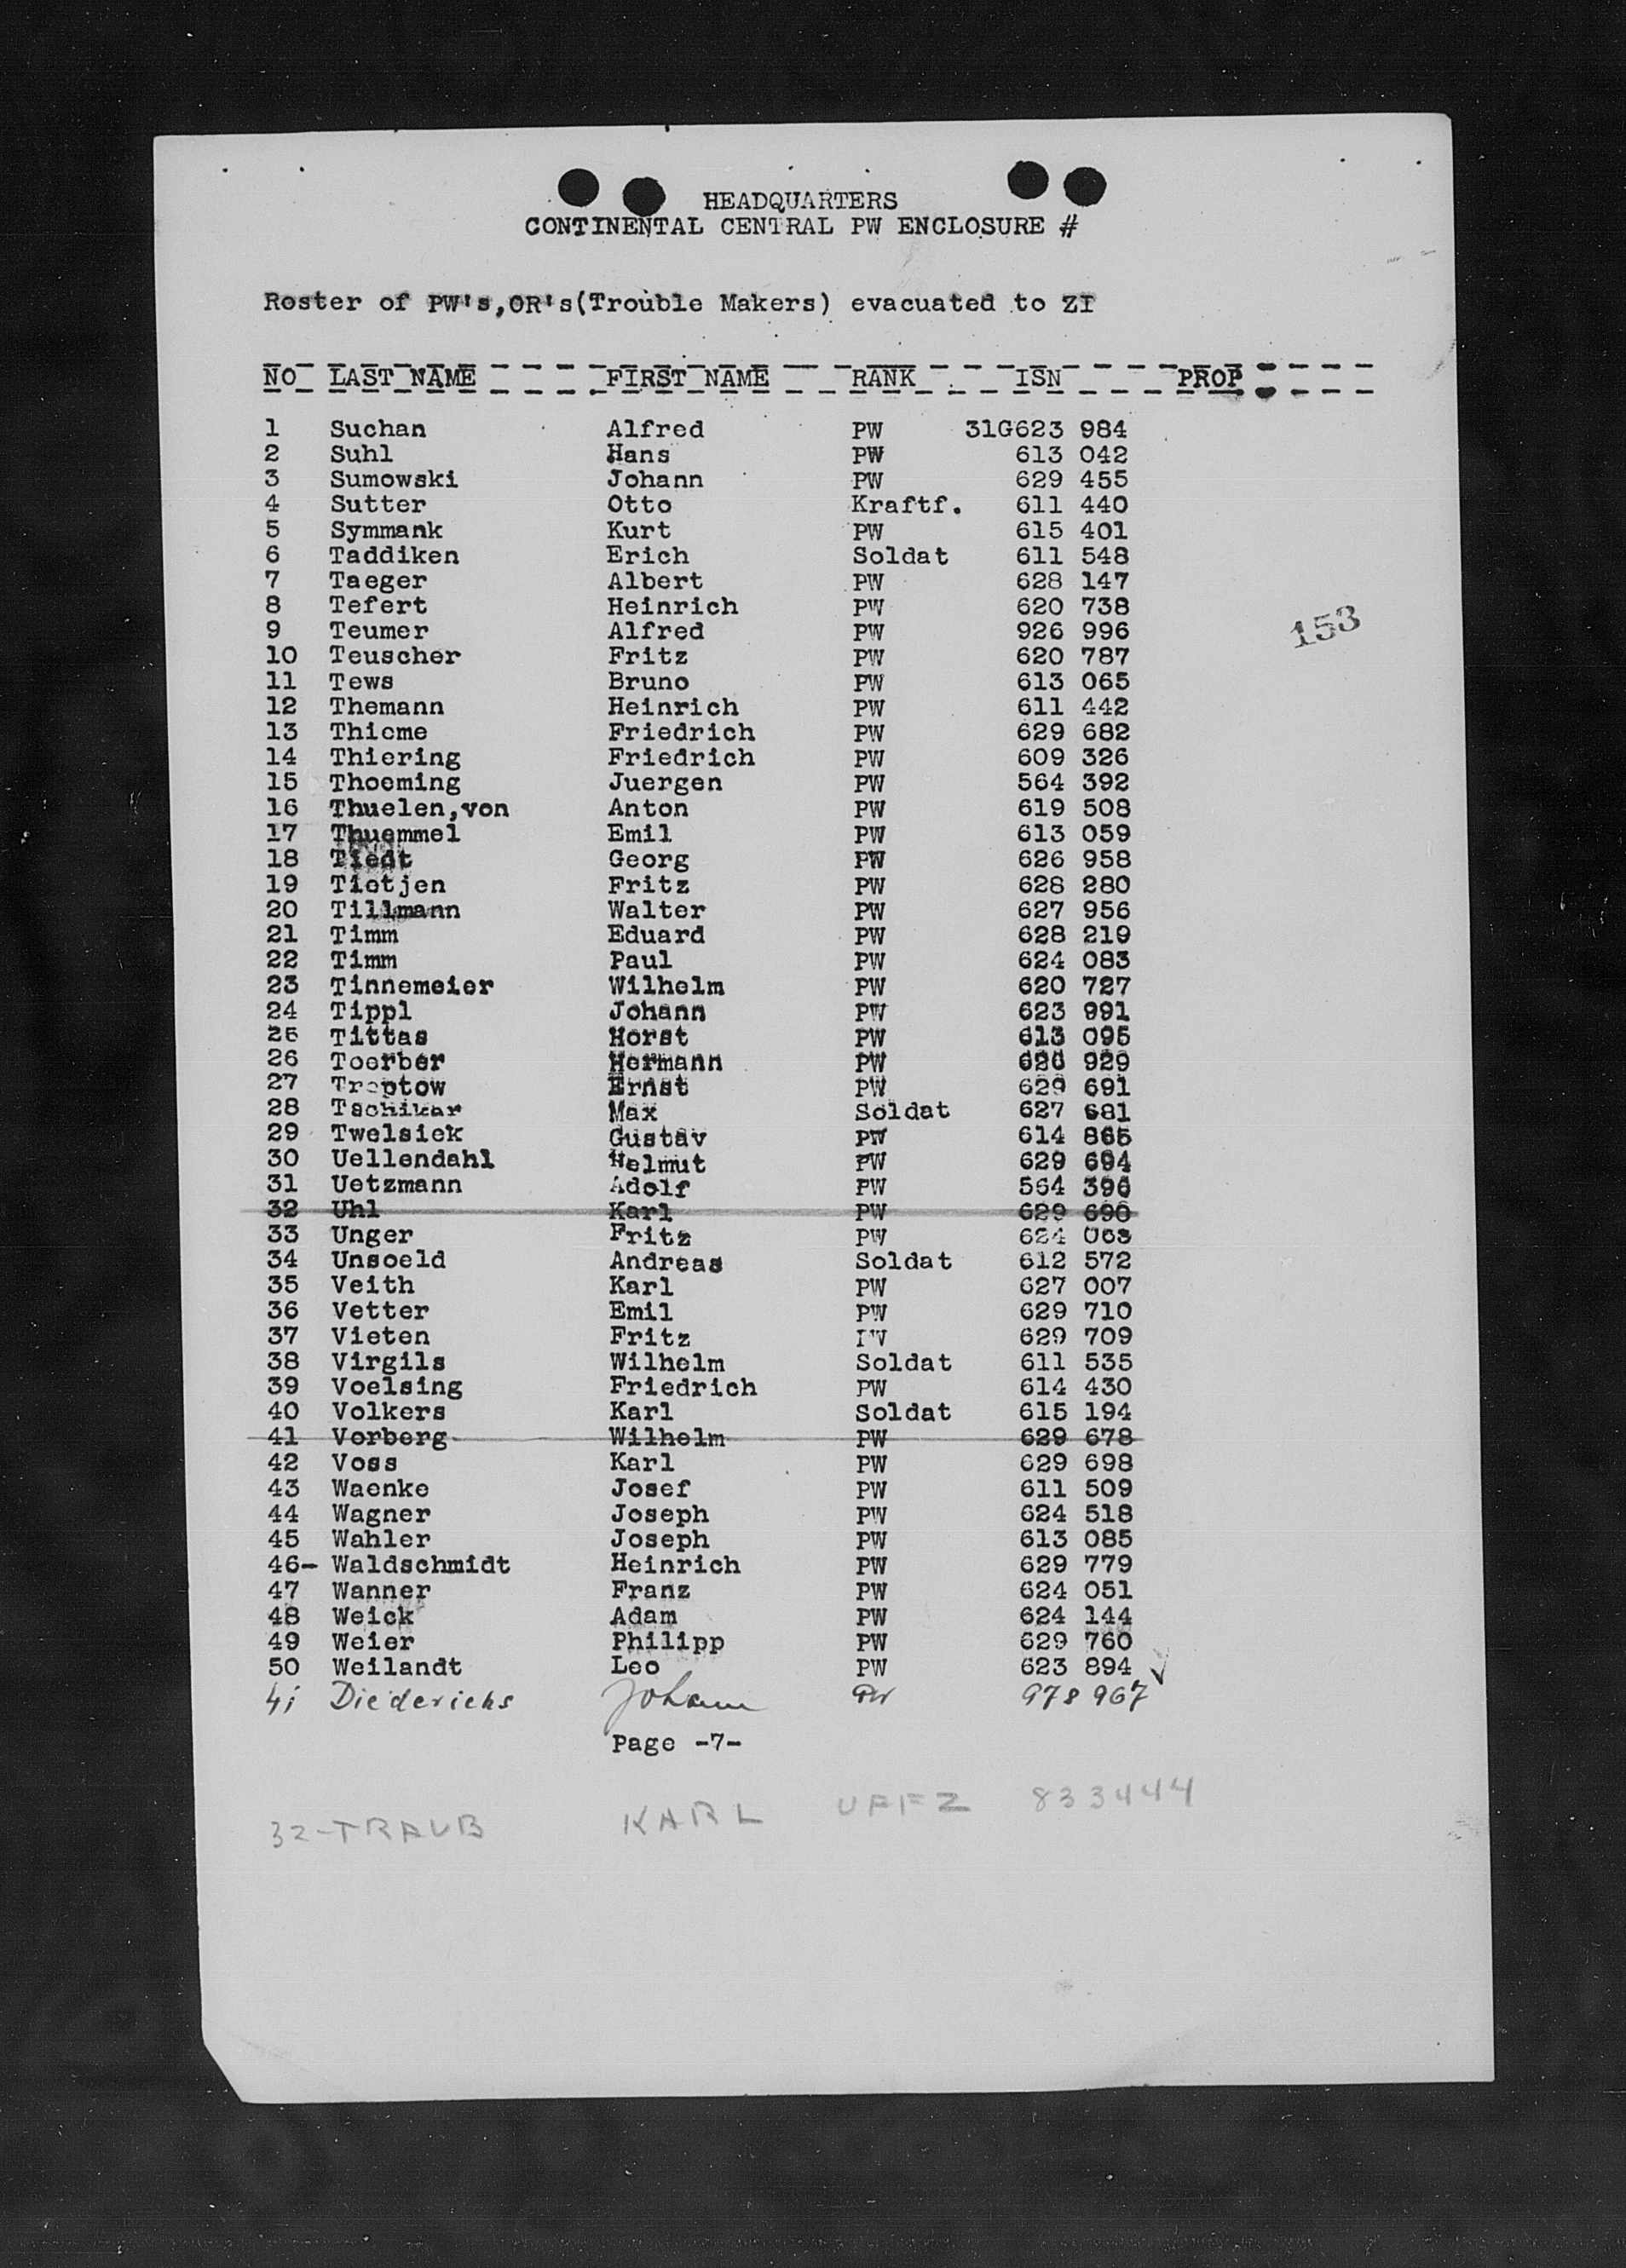 HEADQUARTERS
CONTINENTAL CENTRAL PW ENCLOSURE #
Roster of PW's,OR's(Trouble Makers) evacuated to ZI
NO LAST NAME FIRST NAME RANK ISN PROP
1 Suchan Alfred PW 31G623 984
2 Suhl Hans PW 613 042
3 Sumowski Johann PW 629 455
4 Sutter Otto Kraftf. 611 440
5 Symmank Kurt PW 615 401
6 Taddiken Erich Soldat 611 548
7 Taeger Albert PW 628 147
8 Tefert Heinrich PW 620 738
9 Teumer Alfred PW 926 996
153
10 Teuscher Fritz PW 620 787
11 Tews Bruno PW 613 065
12 Themann Heinrich PW 611 442
13 Thieme Friedrich PW 629 682
14 Thiering Friedrich PW 609 326
15 Thoeming Juergen PW 564 392
16 Thuelen,von Anton PW 619 508
17 Thuemmel Emil PW 613 059
18 Tiedt Georg PW 626 958
19 Tietjen Fritz PW 628 280
20 Tillmann Walter PW 627 956
21 Timm Eduard PW 628 219
22 Timm Paul PW 624 083
23 Tinnemeier Wilhelm PW 620 727
24 Tippl Johann PW 623 991
25 Tittas Horst PW 613 095
26 Toerber Hermann PW 929
27 Treptow Ernst PW 629 691
28 Tschikar Max Soldat 627 681
29 Twelsiek Gustav PW 614 865
30 Uellendahl Helmut PW 629 694
31 Uetzmann Adolf PW 564 396
32 Uhl Karl PW 629 690
33 Unger Fritz PW 624
34 Unsoeld Andreas Soldat 612 572
35 Veith Karl PW 627 007
36 Vetter Emil PW 629 710
37 Vieten Fritz PW 629 709
38 Virgils Wilhelm Soldat 611 535
39 Voelsing Friedrich PW 614 430
40 Volkers Karl Soldat 615 194
41 Vorberg Wilhelm PW 629 678
42 Voss Karl PW 629 698
43 Waenke Josef PW 611 509
44 Wagner Joseph PW 624 518
45 Wahler Joseph PW 613 085
46- Waldschmidt Heinrich PW 629 779
47 Wanner Franz PW 624 051
48 Weick Adam PW 624 144
49 Weier Philipp PW 629 760
50 Weilandt Leo PW 623 894 ✓
41 Diederichs Johann PW 978 967
Page -7-
32-TRAUB KARL UFFZ 833444